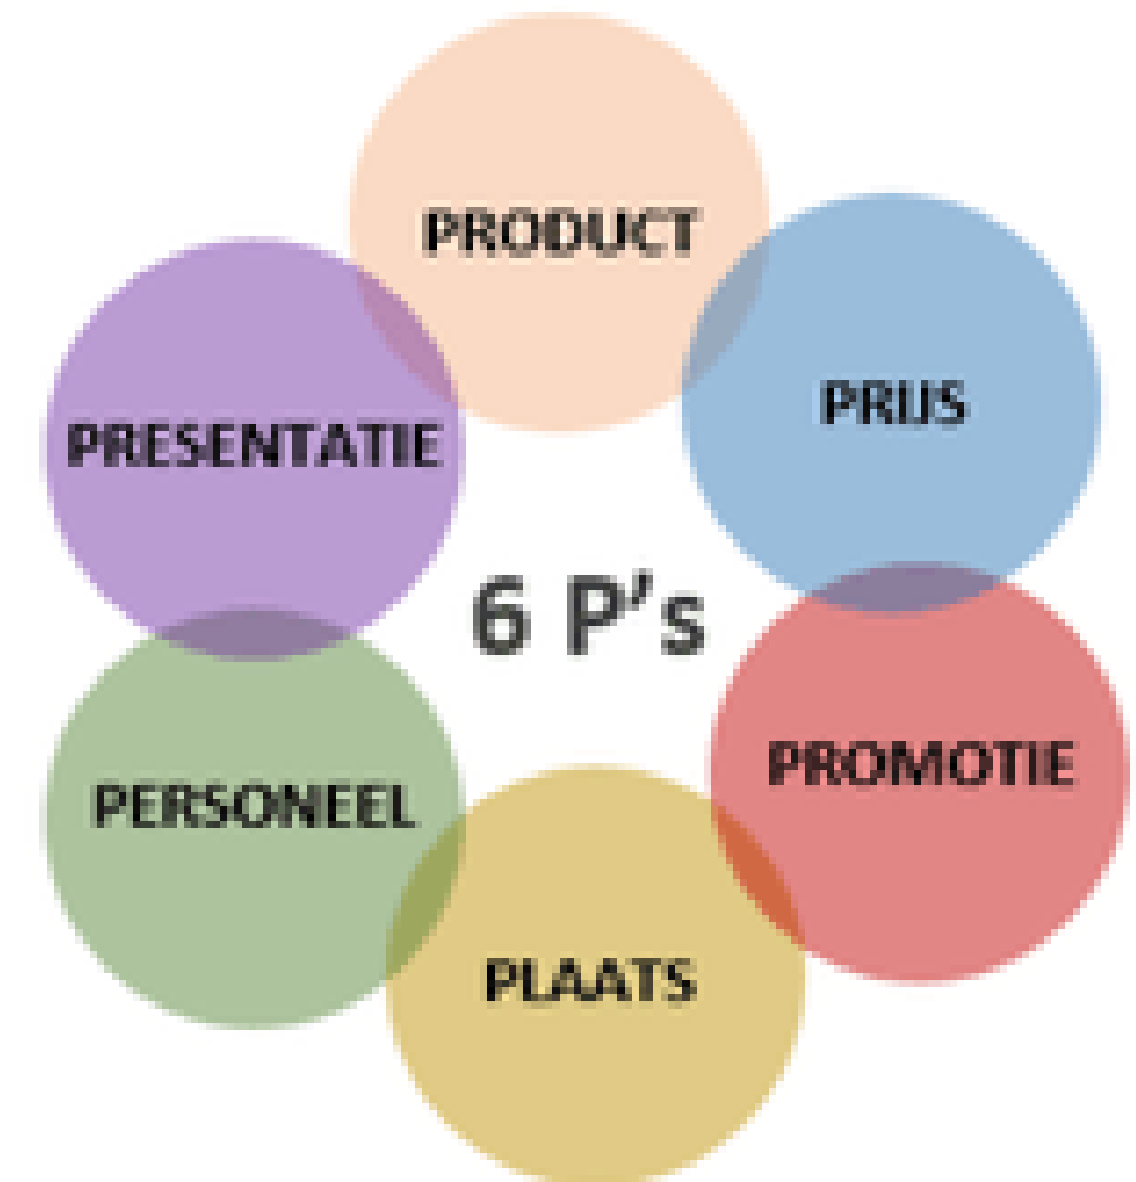 PRODUCT
PRIJS
PRESENTATIE
6 P's
PROMOTIE
PERSONEEL
PLAATS